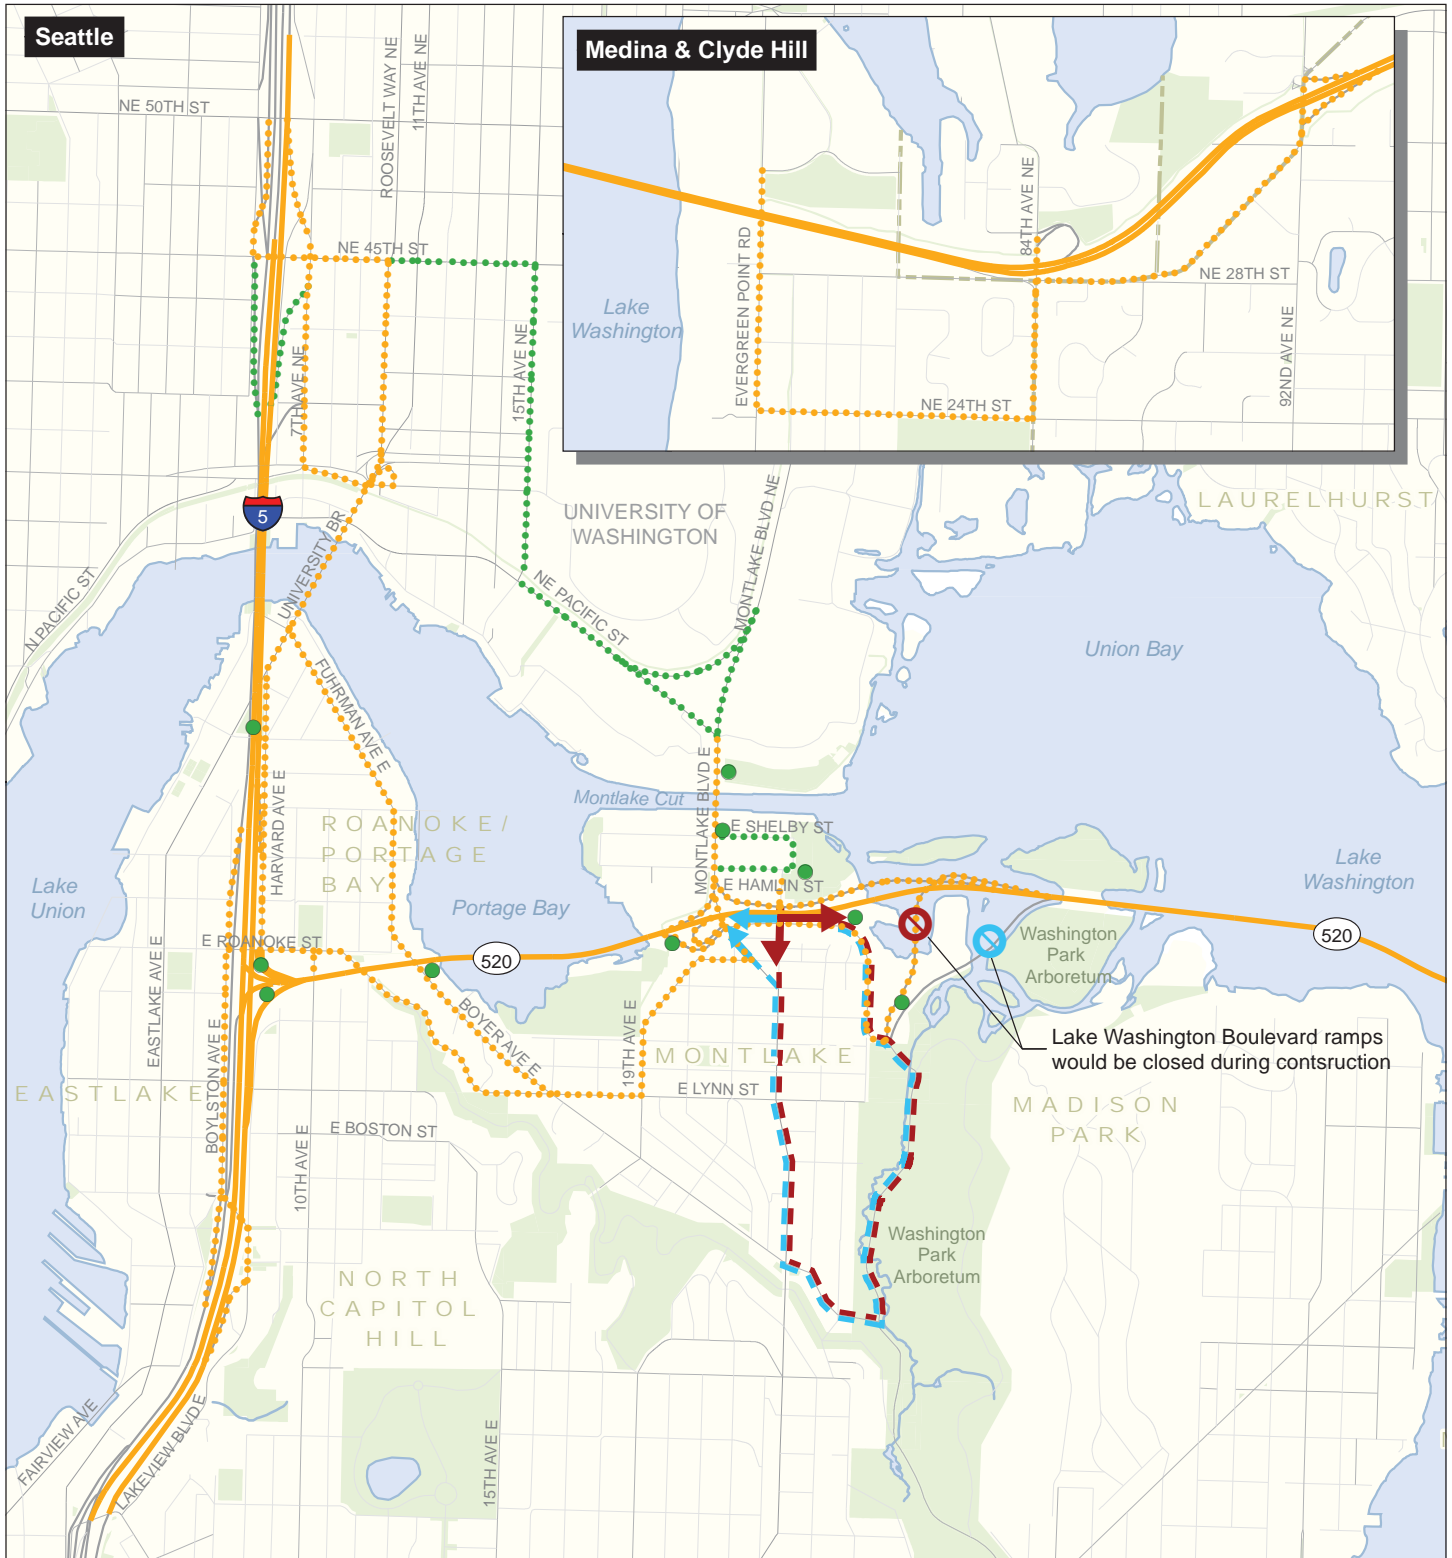 Seattle
Medina & Clyde Hill
NE 50TH ST
ROOSEVELT WAY NE
11TH AVE NE
NE 45TH ST
7TH AVE NE
15TH AVE NE
Lake
Washington
EVERGREEN POINT RD
84TH AVE NE
NE 28TH ST
92ND AVE NE
NE 24TH ST
5
UNIVERSITY OF
WASHINGTON
MONTLAKE BLVD NE
LAURELHURST
N PACIFIC ST
UNIVERSITY BR
NE PACIFIC ST
Union Bay
FUHRMAN AVE E
HARVARD AVE E
ROANOKE/
PORTAGE
BAY
Montlake Cut
MONTLAKE BLVD E
E SHELBY ST
E HAMLIN ST
Lake
Union
Portage Bay
Lake
Washington
E ROANOKE ST
520
520
Washington
Park
Arboretum
EASTLAKE AVE E
BOYLSTON AVE E
BOYER AVE E
19TH AVE E
MONTLAKE
Lake Washington Boulevard ramps
would be closed during contsruction
EASTLAKE
E LYNN ST
MADISON
PARK
E BOSTON ST
10TH AVE E
Washington
Park
Arboretum
NORTH
CAPITOL
HILL
FAIRVIEW AVE
LAKEVIEW BLVD E
15TH AVE E